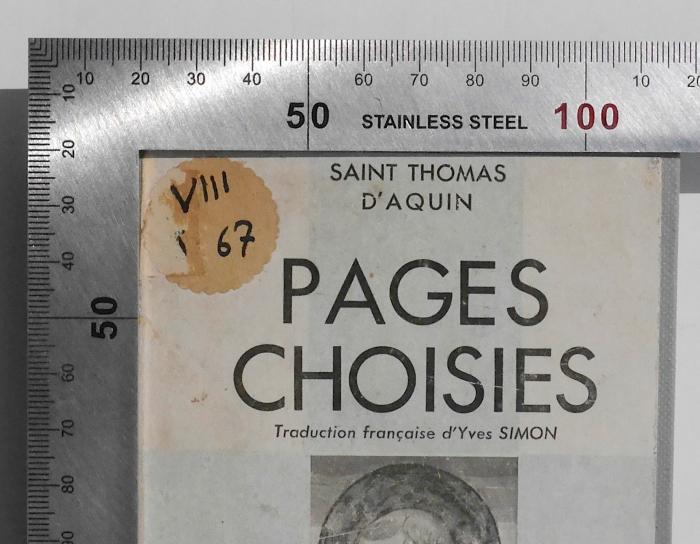 10 20 30 40 50 60 70 80 90 100 10 20
STAINLESS STEEL
10
20
30
40
50
60
70
80
90
VIII
67
SAINT THOMAS
D'AQUIN
PAGES
CHOISIES
Traduction française d'Yves SIMON